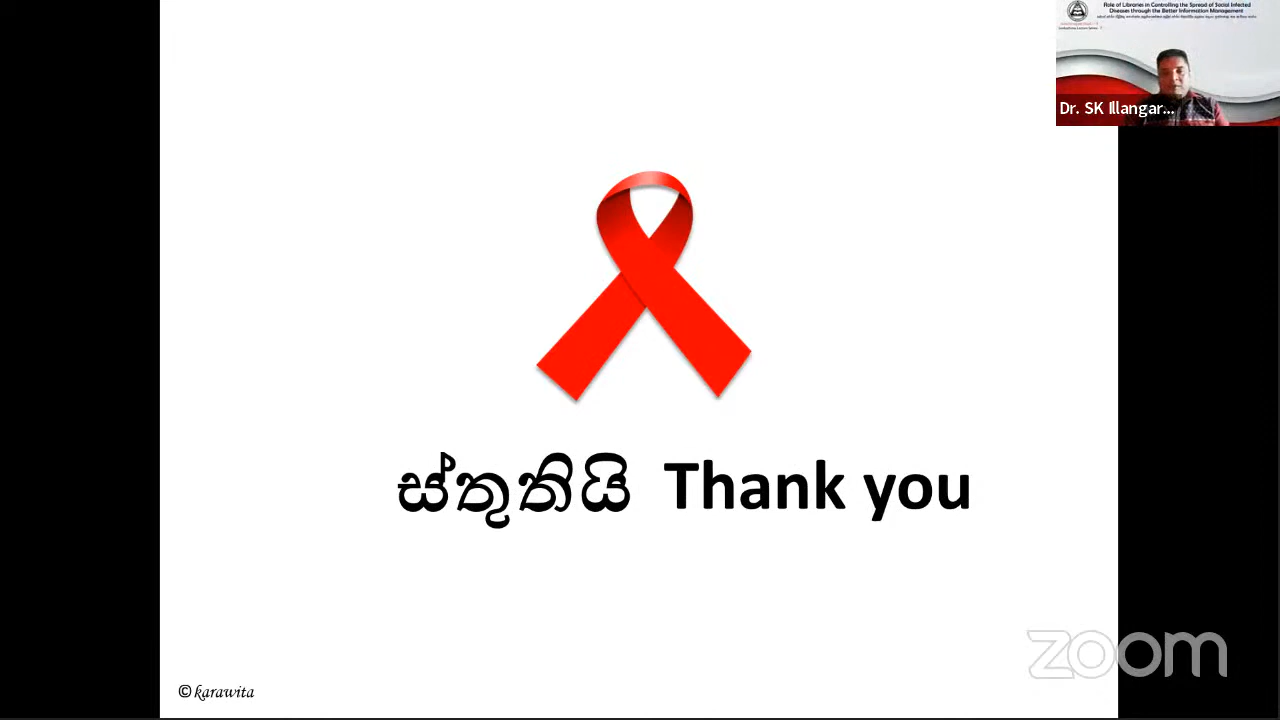 Role of Libraries in Controlling the Spread of Social Infected
Diseases through the Better Information Management
Dr. SK Illangar...
ස්තුතියි Thank you
zoom
©karawita